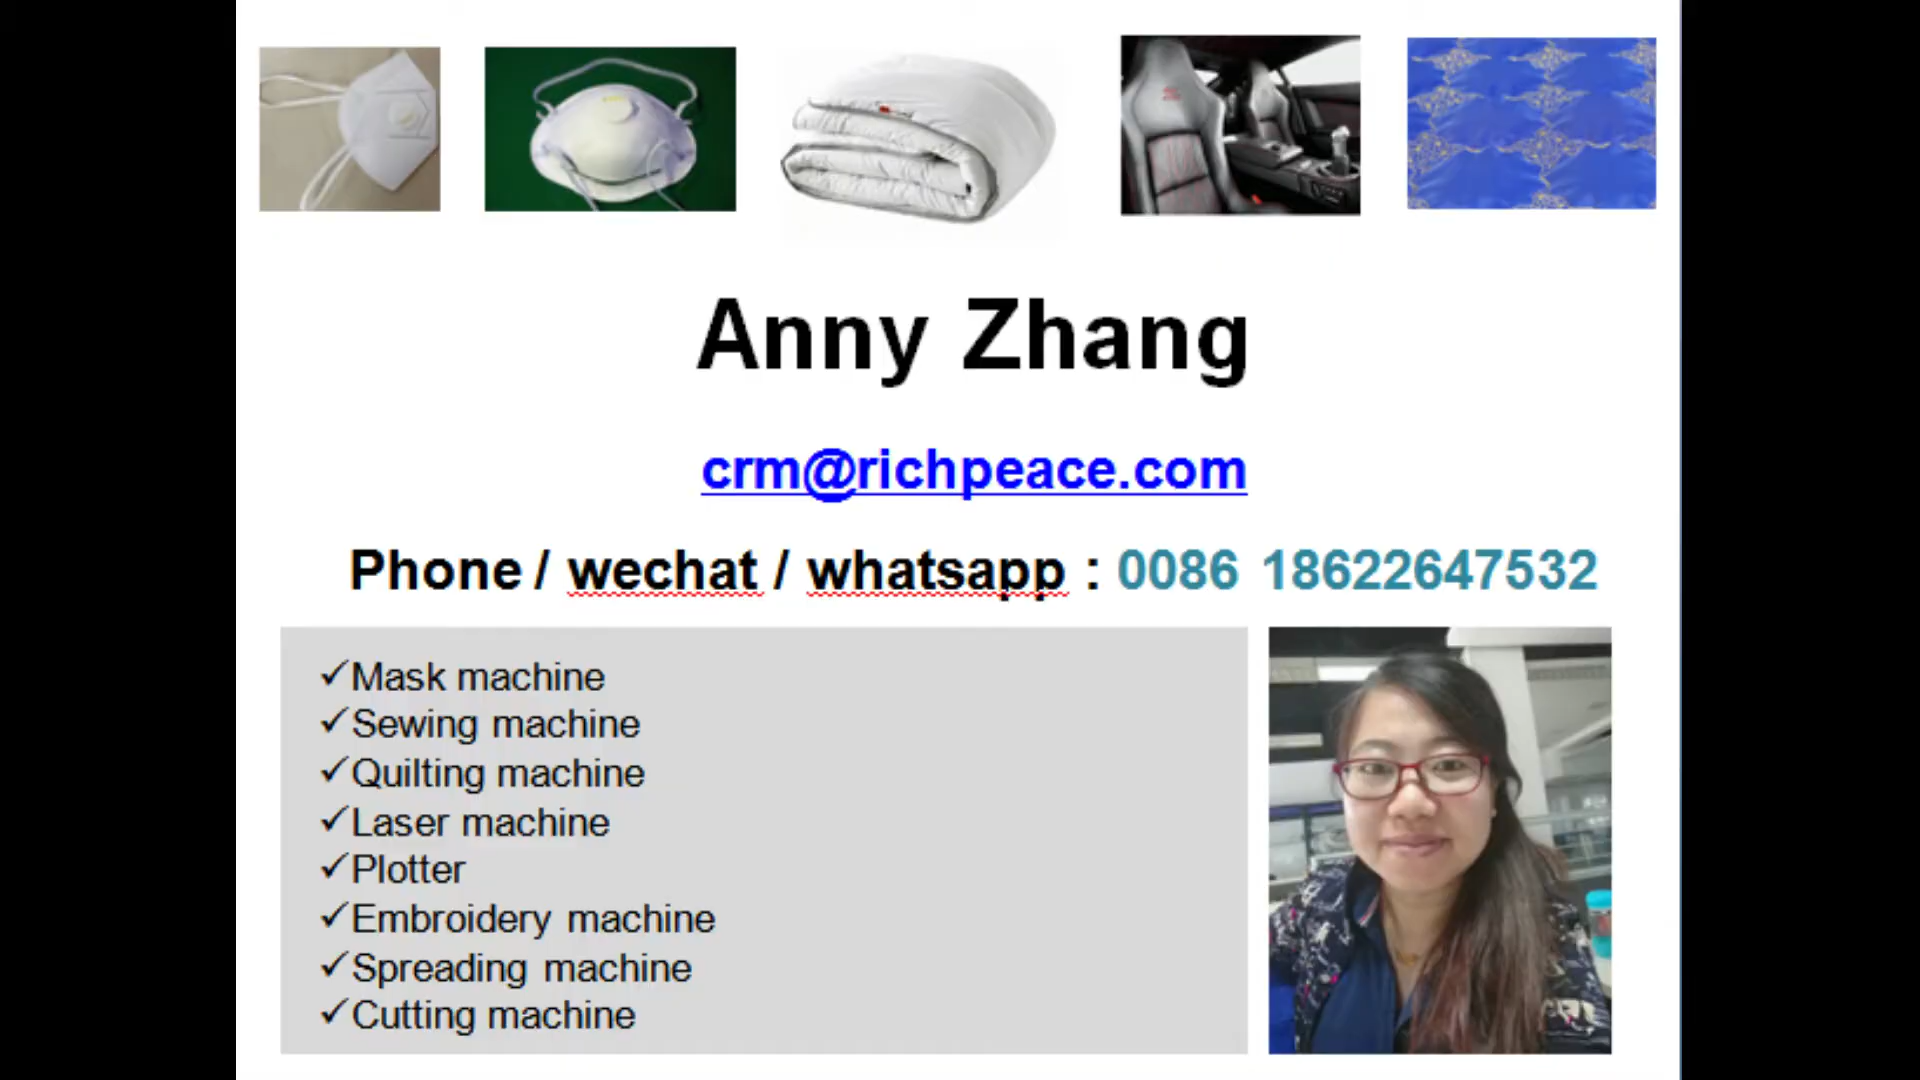 Anny Zhang
crm@richpeace.com
Phone / wechat / whatsapp : 0086 18622647532
✓Mask machine
✓Sewing machine
✓Quilting machine
✓Laser machine
✓Plotter
✓Embroidery machine
✓Spreading machine
✓Cutting machine